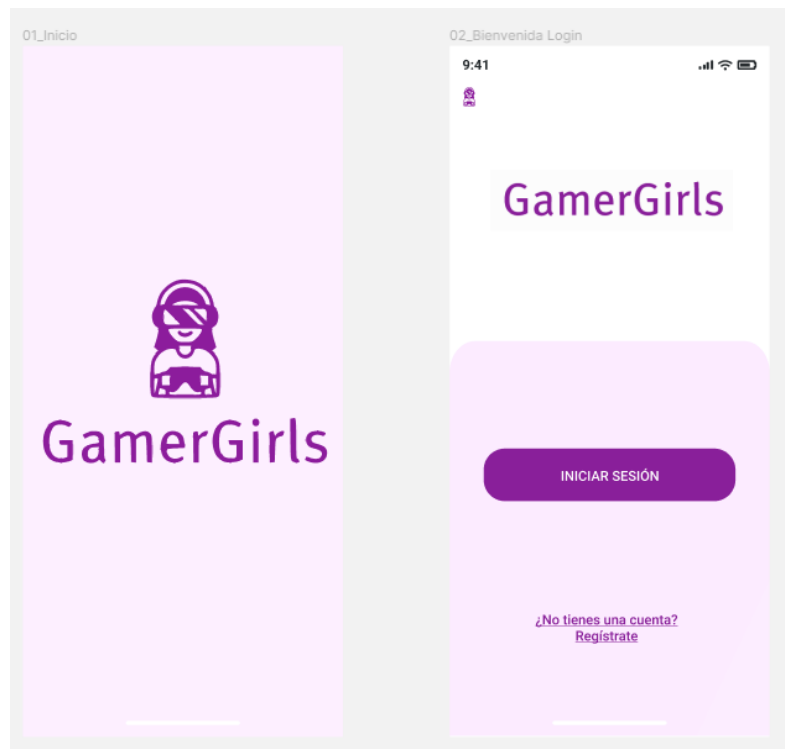 01_Inicio
GamerGirls
02_Bienvenida Login
9:41
GamerGirls
INICIAR SESIÓN
¿No tienes una cuenta?
Regístrate